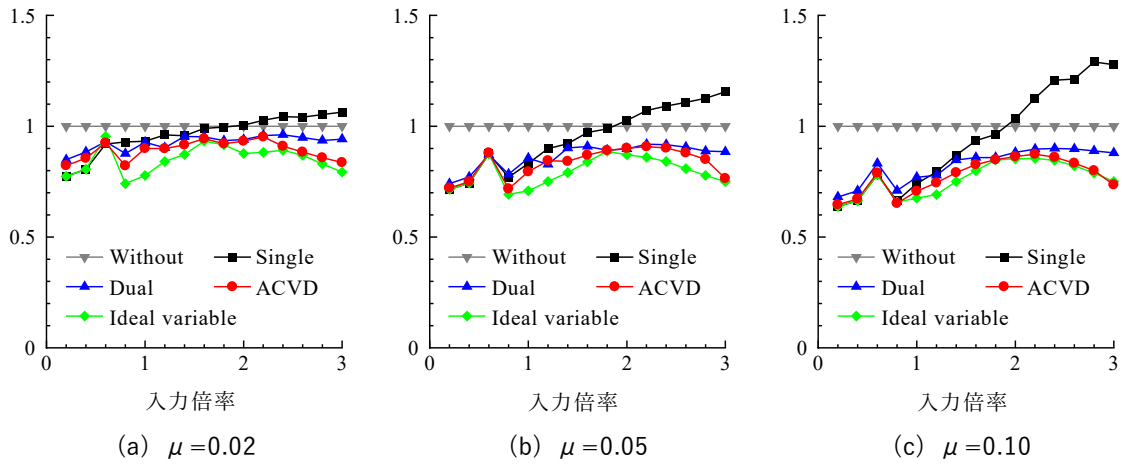 1.5
1
0.5
0
Without
Single
Dual
ACVD
Ideal variable
0 1 2 3
入力倍率
(a) μ=0.02
1.5
1
0.5
0
Without
Single
Dual
ACVD
Ideal variable
0 1 2 3
入力倍率
(b) μ=0.05
1.5
1
0.5
0
Without
Single
Dual
ACVD
Ideal variable
0 1 2 3
入力倍率
(c) μ=0.10